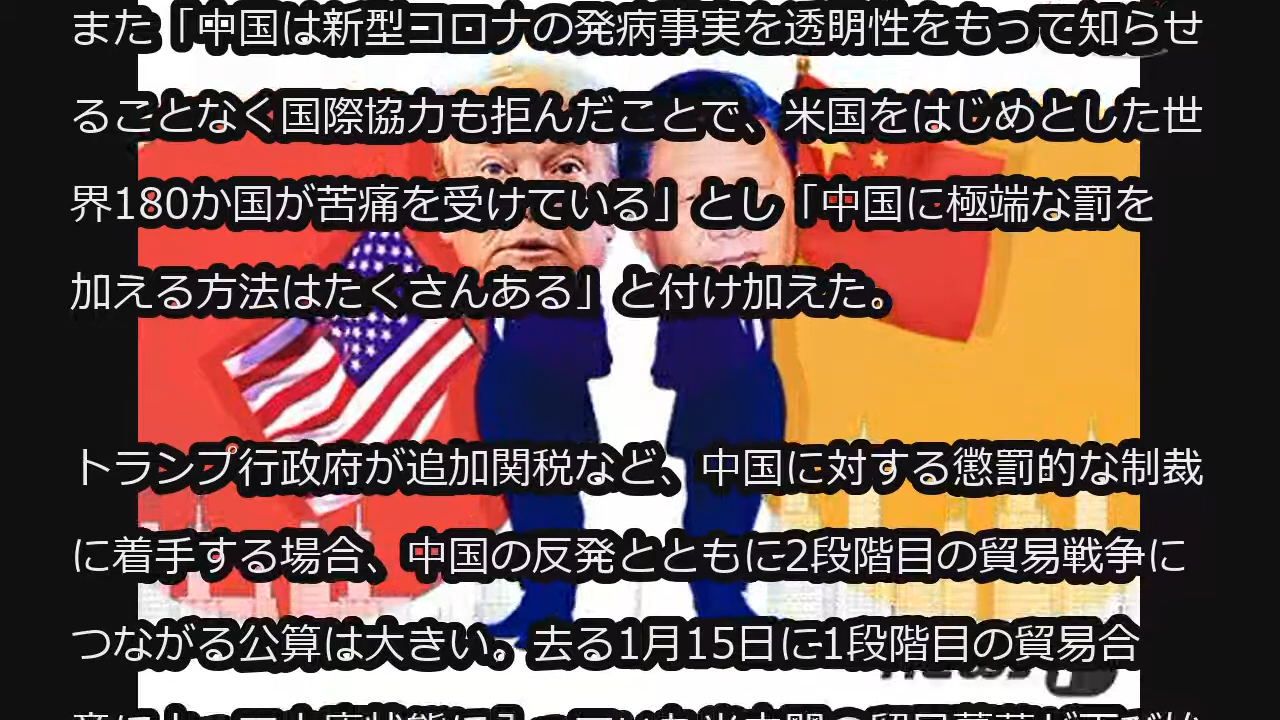 また「中国は新型コロナの発病事実を透明性をもって知らせ
ることなく国際協力も拒んだことで、米国をはじめとした世
界180か国が苦痛を受けている」とし「中国に極端な罰を
加える方法はたくさんある」と付け加えた。
トランプ行政府が追加関税など、中国に対する懲罰的な制裁
に着手する場合、中国の反発とともに2段階目の貿易戦争に
つながる公算は大きい。去る1月15日に1段階目の貿易合